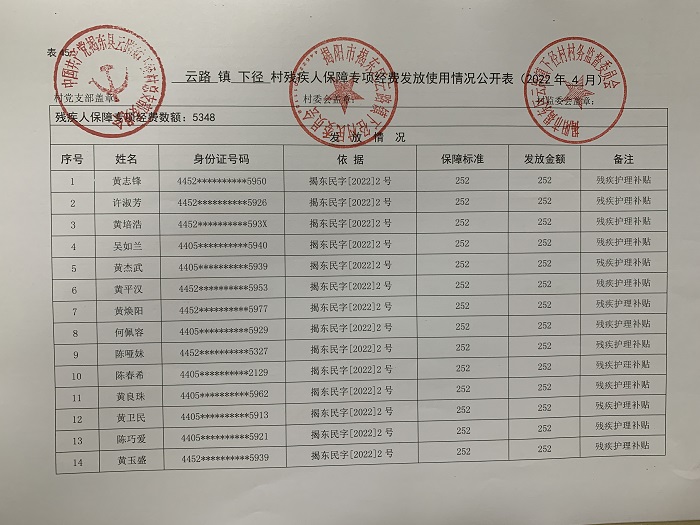 表 45:
云路 镇 下径 村残疾人保障专项经费发放使用情况公开表（2022 年 4 月）
村党支部盖章: 村委会盖章: 村监委会盖章:
残疾人保障专项经费数额: 5348
发 放 情 况
序号 姓名 身份证号码 依 据 保障标准 发放金额 备注
1 黄志锋 4452**********5950 揭东民字[2022]2 号 252 252 残疾护理补贴
2 许淑芳 4452**********5926 揭东民字[2022]2 号 252 252 残疾护理补贴
3 黄培浩 4452**********593X 揭东民字[2022]2 号 252 252 残疾护理补贴
4 吴如兰 4405**********5940 揭东民字[2022]2 号 252 252 残疾护理补贴
5 黄杰武 4405**********5939 揭东民字[2022]2 号 252 252 残疾护理补贴
6 黄平汉 4452**********5953 揭东民字[2022]2 号 252 252 残疾护理补贴
7 黄焕阳 4452**********5977 揭东民字[2022]2 号 252 252 残疾护理补贴
8 何佩容 4405**********5929 揭东民字[2022]2 号 252 252 残疾护理补贴
9 陈哑妹 4452**********5327 揭东民字[2022]2 号 252 252 残疾护理补贴
10 陈春希 4405**********2129 揭东民字[2022]2 号 252 252 残疾护理补贴
11 黄良珠 4405**********5962 揭东民字[2022]2 号 252 252 残疾护理补贴
12 黄卫民 4405**********5913 揭东民字[2022]2 号 252 252 残疾护理补贴
13 陈巧爱 4405**********5921 揭东民字[2022]2 号 252 252 残疾护理补贴
14 黄玉盛 4452**********5939 揭东民字[2022]2 号 252 252 残疾护理补贴